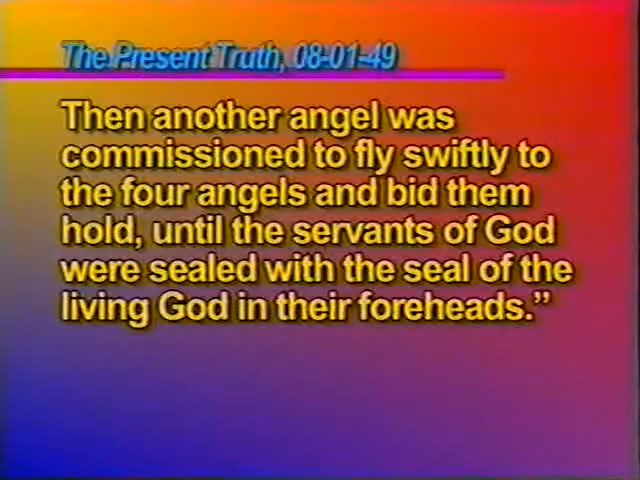 The Present Truth, 08-01-49
Then another angel was
commissioned to fly swiftly to
the four angels and bid them
hold, until the servants of God
were sealed with the seal of the
living God in their foreheads.”